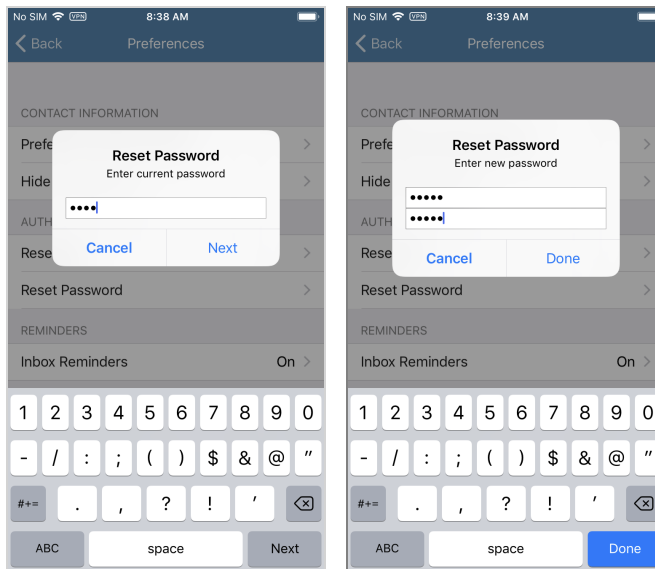 No SIM VPN 8:38 AM
Back Preferences
CONTACT INFORMATION
Prefe
Reset Password
Enter current password
Hide
••••
AUTH
Rese
Cancel Next
Reset Password
REMINDERS
Inbox Reminders On
1 2 3 4 5 6 7 8 9 0
- / : ; ( ) $ & @ "
#+= . , ? ! '
ABC space Next
No SIM VPN 8:39 AM
Back Preferences
CONTACT INFORMATION
Prefe
Reset Password
Enter new password
Hide
•••••
•••••
AUTH
Rese
Cancel Done
Reset Password
REMINDERS
Inbox Reminders On
1 2 3 4 5 6 7 8 9 0
- / : ; ( ) $ & @ "
#+= . , ? ! '
ABC space Done